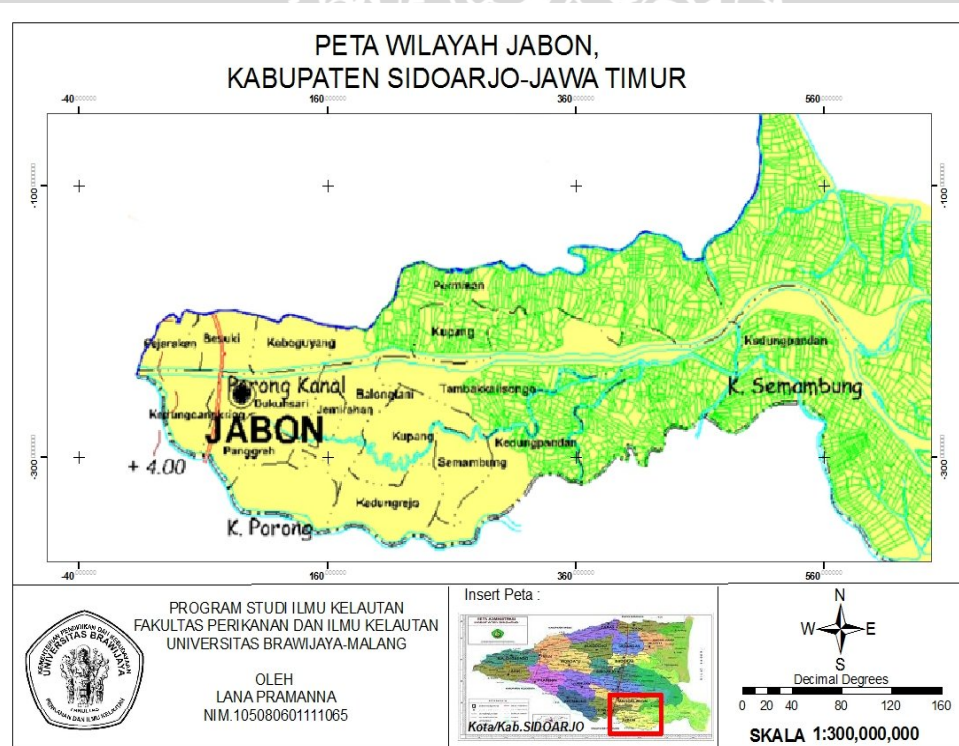 PETA WILAYAH JABON,
KABUPATEN SIDOARJO-JAWA TIMUR
-40 160 360 560
-100 -100
Permisan
Besuki
Keboguyang
Kupang
Kedungpandan
Porong Kanal
Dukuhsari
Balongtani
Tambakkalisongo
K. Semambung
Jemirahan
JABON
Kupang
Kedungpandan
Panggreh
Semambung
+ 4.00
-300 -300
Kedungrejo
K. Porong
-40 160 360 560
PROGRAM STUDI ILMU KELAUTAN
FAKULTAS PERIKANAN DAN ILMU KELAUTAN
UNIVERSITAS BRAWIJAYA-MALANG
OLEH
LANA PRAMANNA
NIM.105080601111065
UNIVERSITAS BRAWIJAYA
Insert Peta :
Kota/Kab.SIDOARJO
N
W E
S
Decimal Degrees
0 20 40 80 120 160
SKALA 1:300,000,000